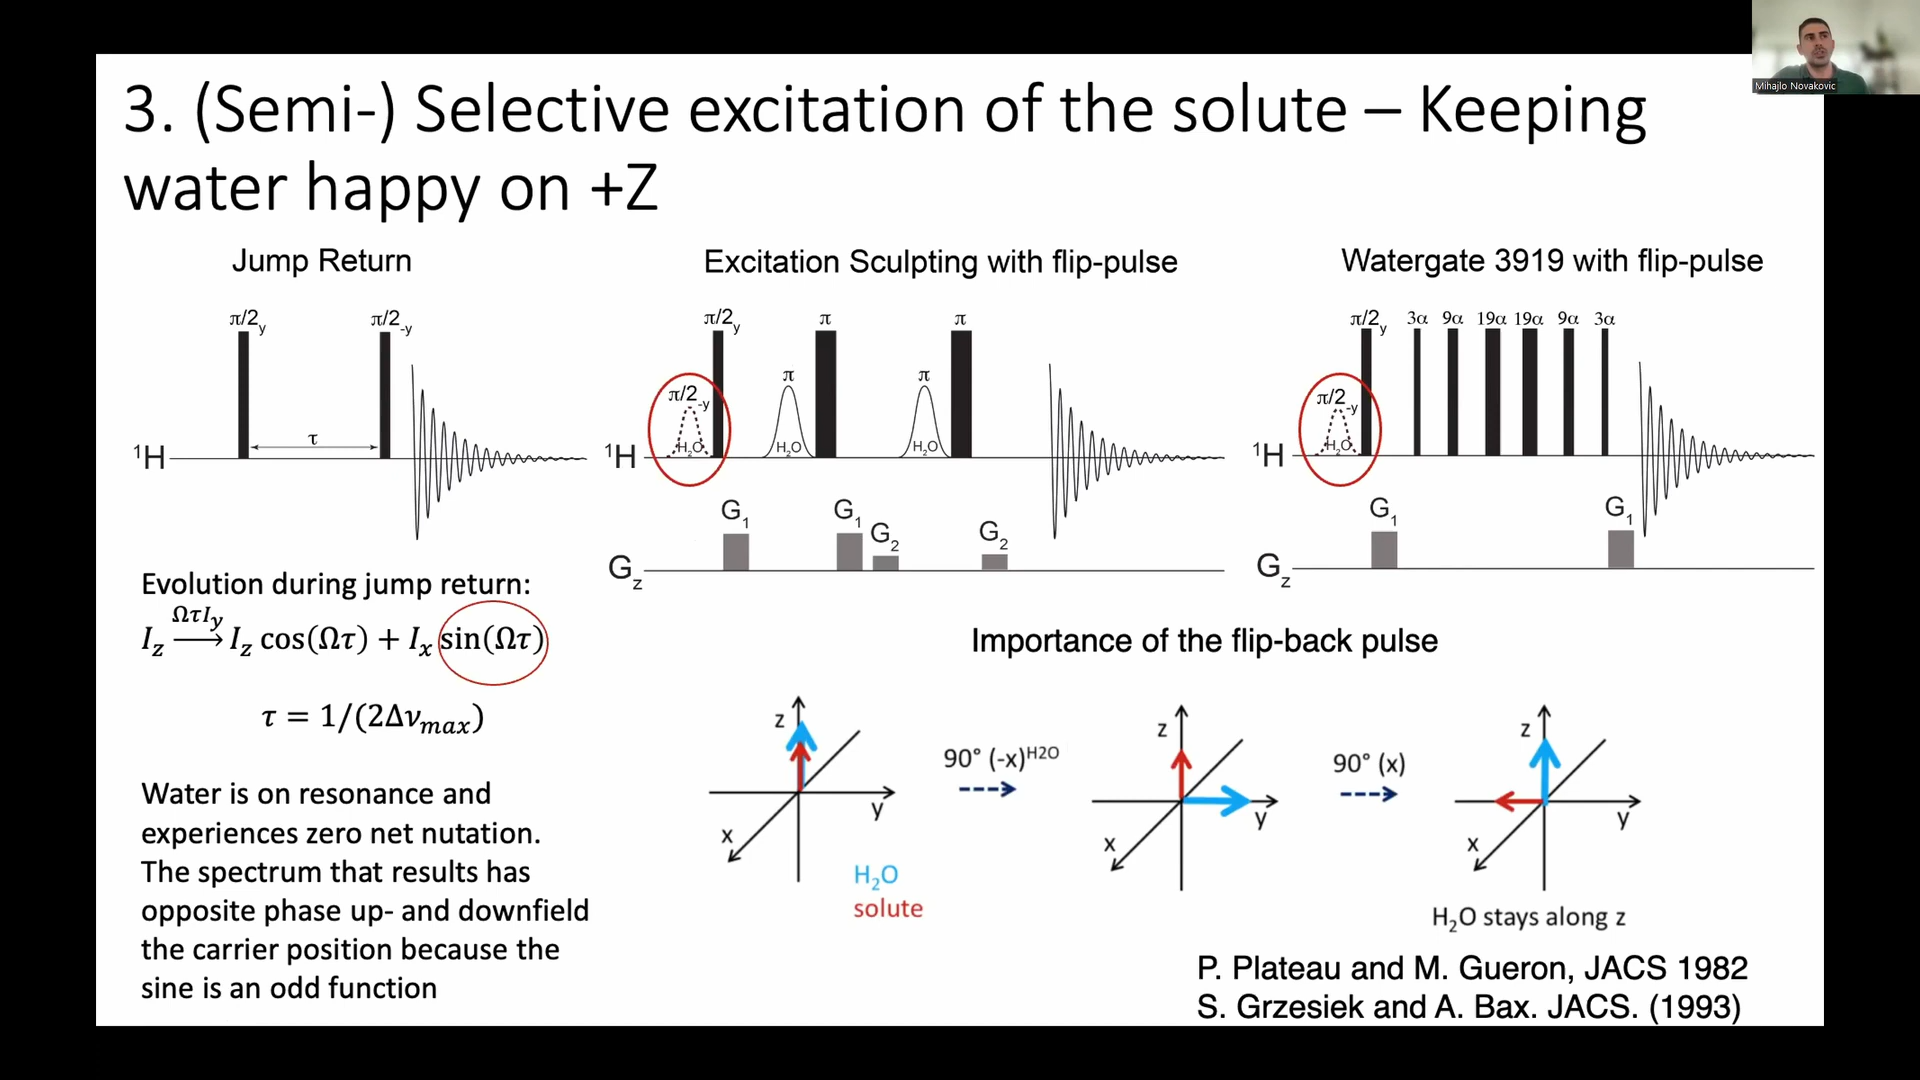 Mihajlo Novakovic
3. (Semi-) Selective excitation of the solute – Keeping
water happy on +Z
Jump Return
π/2y
π/2-y
τ
¹H
Evolution during jump return:
ΩτIy
Iz ⟶ Iz cos(Ωτ) + Ix sin(Ωτ)
τ = 1/(2Δνmax)
Water is on resonance and
experiences zero net nutation.
The spectrum that results has
opposite phase up- and downfield
the carrier position because the
sine is an odd function
Excitation Sculpting with flip-pulse
π/2y
π
π
π/2-y
π
π
H₂O
H₂O
H₂O
¹H
G₁
G₁
G₂
G₂
Gz
Watergate 3919 with flip-pulse
π/2y
3α 9α 19α 19α 9α 3α
π/2-y
H₂O
¹H
G₁
G₁
Gz
Importance of the flip-back pulse
z
y
x
H₂O
solute
90° (-x)ᴴ²ᴼ
z
y
x
90° (x)
z
y
x
H₂O stays along z
P. Plateau and M. Gueron, JACS 1982
S. Grzesiek and A. Bax. JACS. (1993)